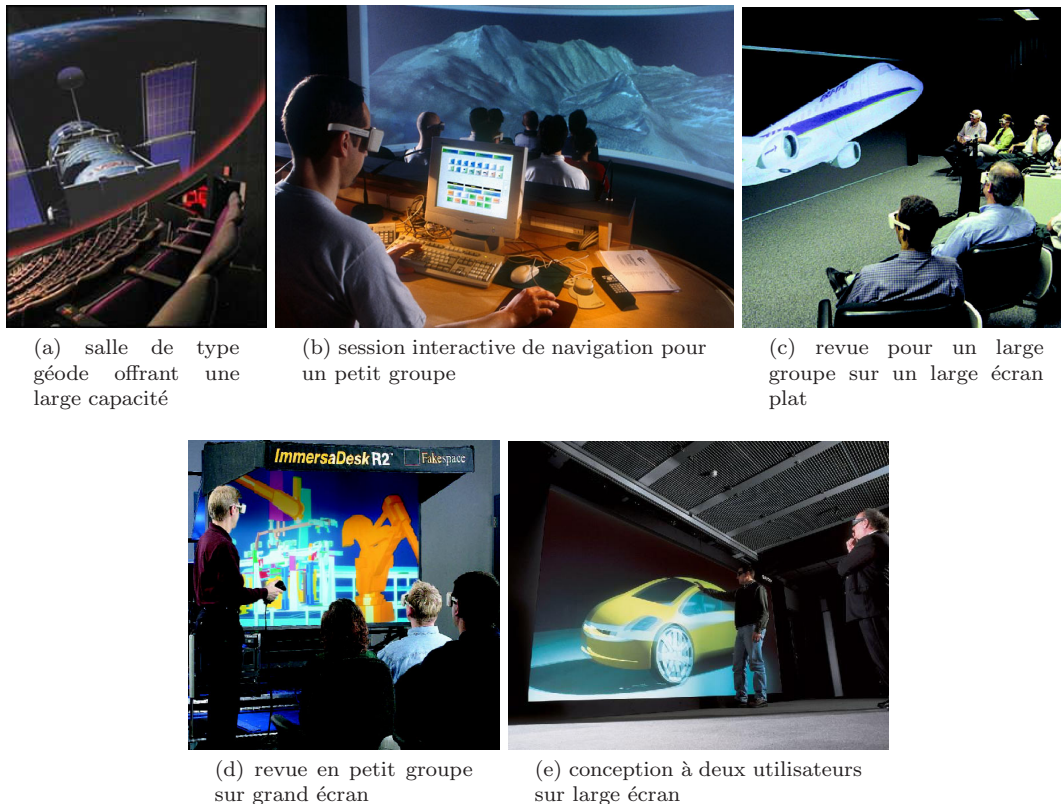 (a) salle de type
géode offrant une
large capacité
(b) session interactive de navigation pour
un petit groupe
(c) revue pour un large
groupe sur un large écran
plat
ImmersaDesk R2™ Fakespace
(d) revue en petit groupe
sur grand écran
(e) conception à deux utilisateurs
sur large écran